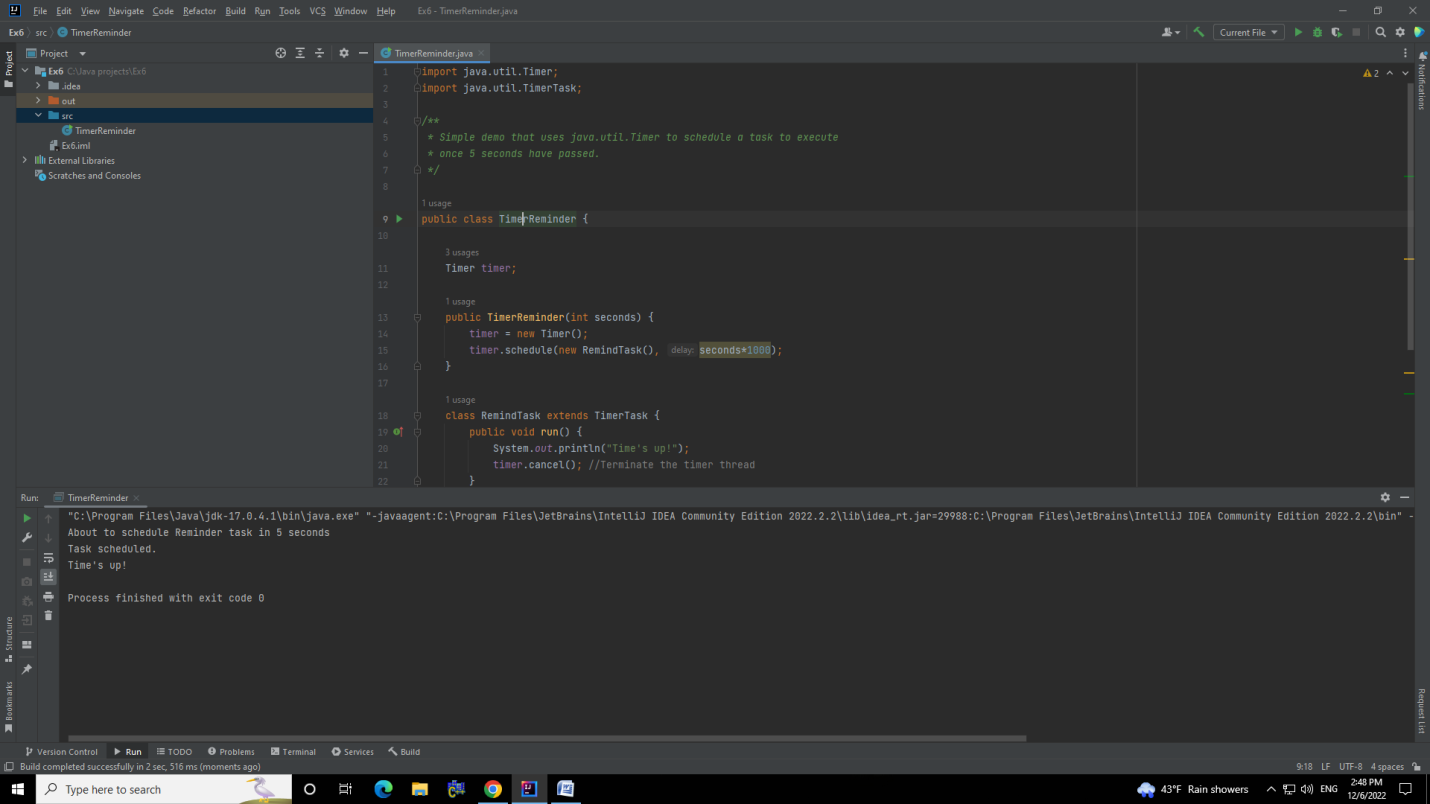 File Edit View Navigate Code Refactor Build Run Tools VCS Window Help Ex6 - TimerReminder.java
Ex6 src TimerReminder
Current File
Project
Project
TimerReminder.java
Notifications
Ex6 C:\Java projects\Ex6
.idea
out
src
TimerReminder
Ex6.iml
External Libraries
Scratches and Consoles
2
1 import java.util.Timer;
2 import java.util.TimerTask;
3
4 /**
5 * Simple demo that uses java.util.Timer to schedule a task to execute
6 * once 5 seconds have passed.
7 */
8
1 usage
9 public class TimerReminder {
10
3 usages
11 Timer timer;
12
1 usage
13 public TimerReminder(int seconds) {
14 timer = new Timer();
15 timer.schedule(new RemindTask(), delay: seconds*1000);
16 }
17
1 usage
18 class RemindTask extends TimerTask {
19 public void run() {
20 System.out.println("Time's up!");
21 timer.cancel(); //Terminate the timer thread
22 }
Run: TimerReminder
"C:\Program Files\Java\jdk-17.0.4.1\bin\java.exe" "-javaagent:C:\Program Files\JetBrains\IntelliJ IDEA Community Edition 2022.2.2\lib\idea_rt.jar=29988:C:\Program Files\JetBrains\IntelliJ IDEA Community Edition 2022.2.2\bin" -
About to schedule Reminder task in 5 seconds
Task scheduled.
Time's up!
Process finished with exit code 0
Structure
Bookmarks
Request List
Version Control Run TODO Problems Terminal Services Build
Build completed successfully in 2 sec, 516 ms (moments ago)
9:18 LF UTF-8 4 spaces
Type here to search
43°F Rain showers
ENG
2:48 PM
12/6/2022